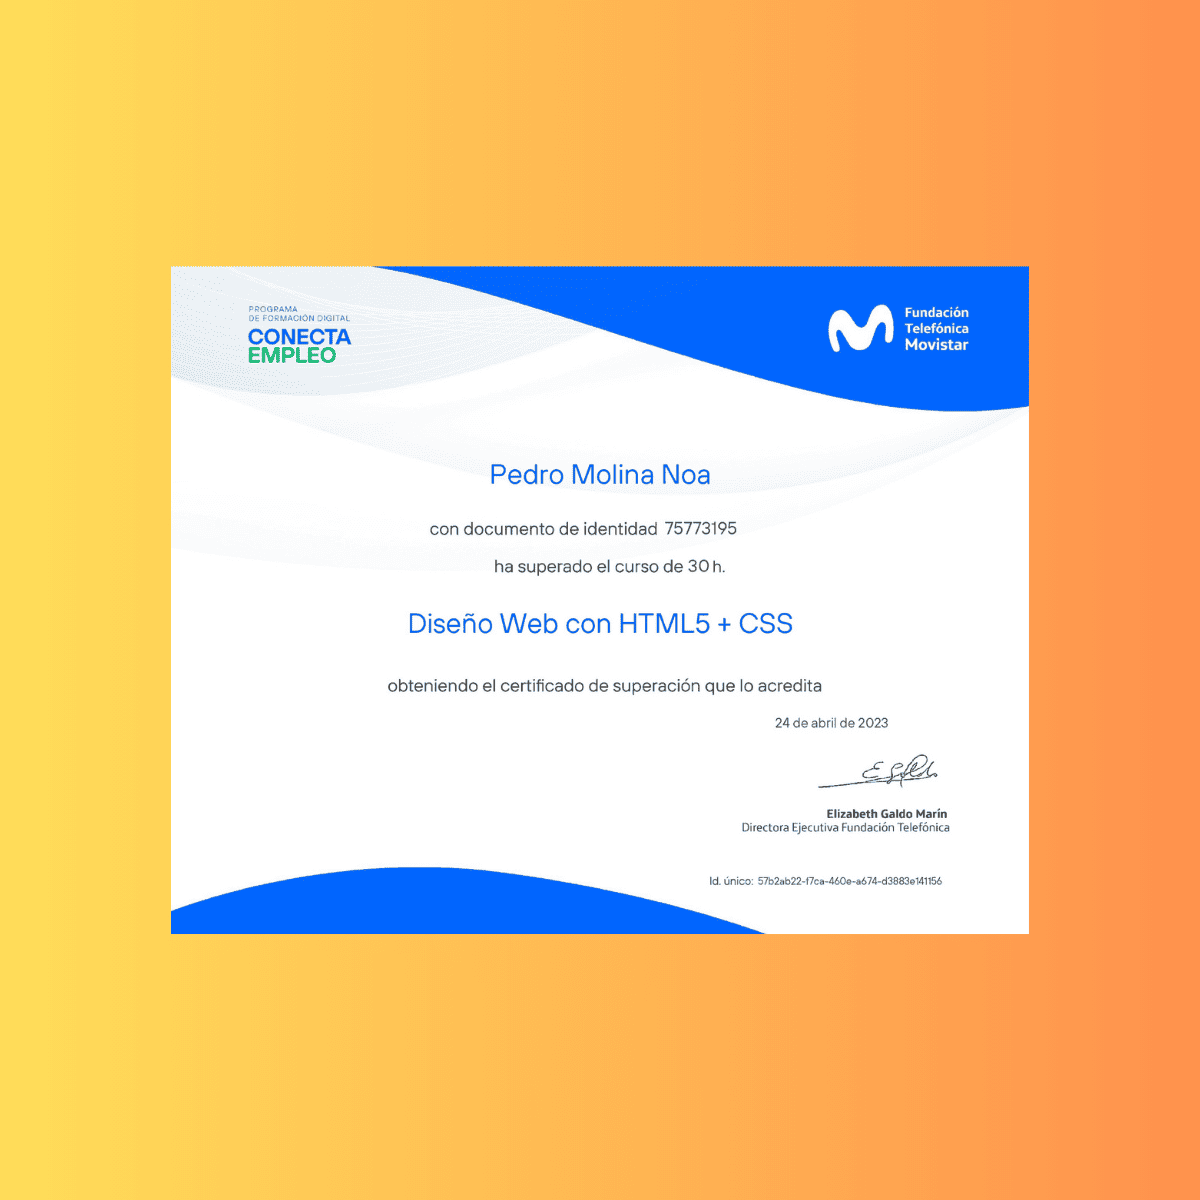 PROGRAMA
DE FORMACIÓN DIGITAL
CONECTA
EMPLEO
Fundación
Telefónica
Movistar
Pedro Molina Noa
con documento de identidad 75773195
ha superado el curso de 30 h.
Diseño Web con HTML5 + CSS
obteniendo el certificado de superación que lo acredita
24 de abril de 2023
Elizabeth Galdo Marín
Directora Ejecutiva Fundación Telefónica
Id. único: 57b2ab22-f7ca-460e-a674-d3883e141156